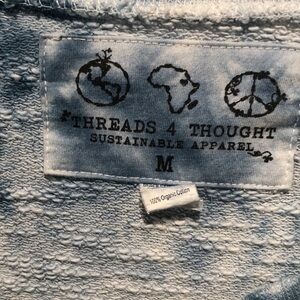 THREADS 4 THOUGHT
SUSTAINABLE APPAREL
M
100% Organic Cotton